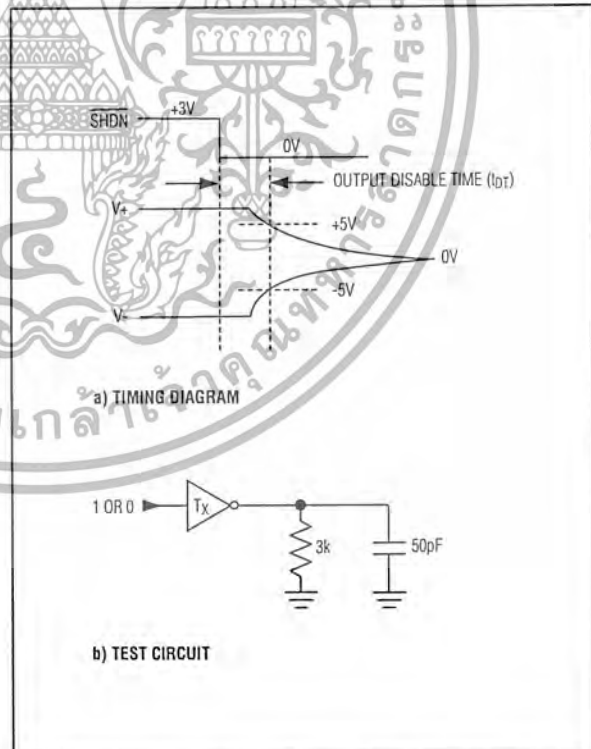 SHDN
+3V
0V
OUTPUT DISABLE TIME (tDT)
V+
+5V
0V
-5V
V-
a) TIMING DIAGRAM
1 OR 0
TX
3k
50pF
b) TEST CIRCUIT